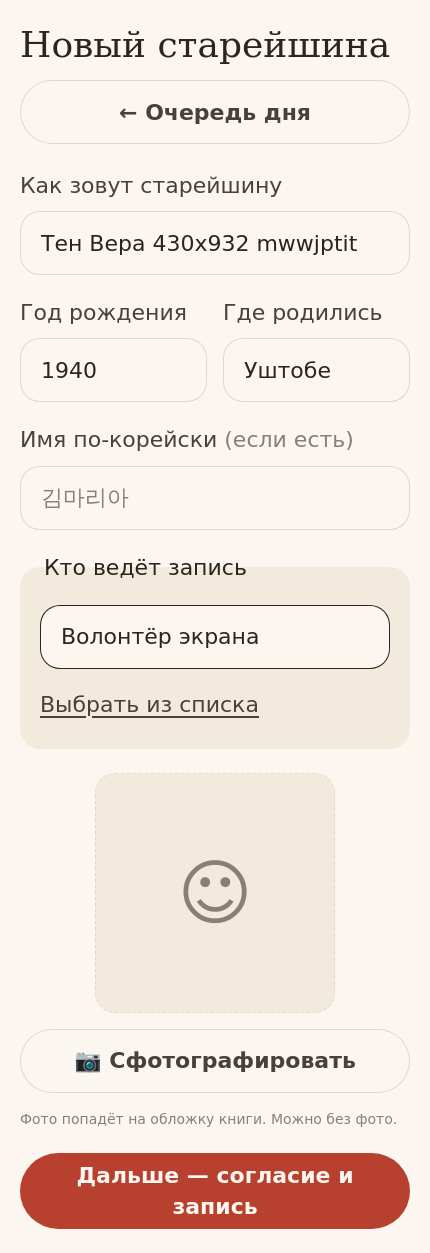 Новый старейшина
← Очередь дня
Как зовут старейшину
Тен Вера 430x932 mwwjptit
Год рождения
Где родились
1940
Уштобе
Имя по-корейски (если есть)
김마리아
Кто ведёт запись
Волонтёр экрана
Выбрать из списка
📷 Сфотографировать
Фото попадёт на обложку книги. Можно без фото.
Дальше — согласие и
запись